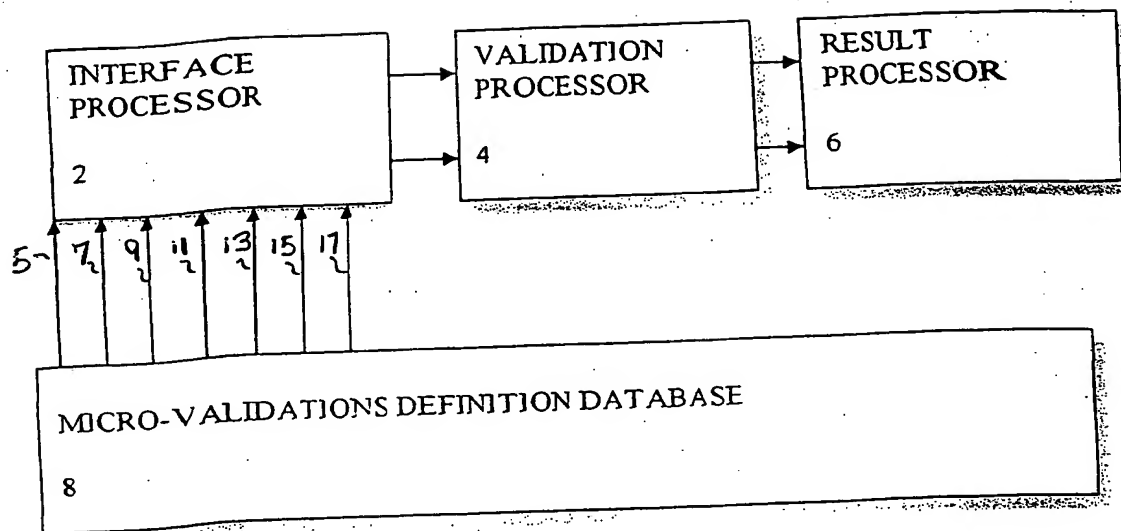 INTERFACE
PROCESSOR
2
VALIDATION
PROCESSOR
4
RESULT
PROCESSOR
6
5 7 9 11 13 15 17
MICRO-VALIDATIONS DEFINITION DATABASE
8